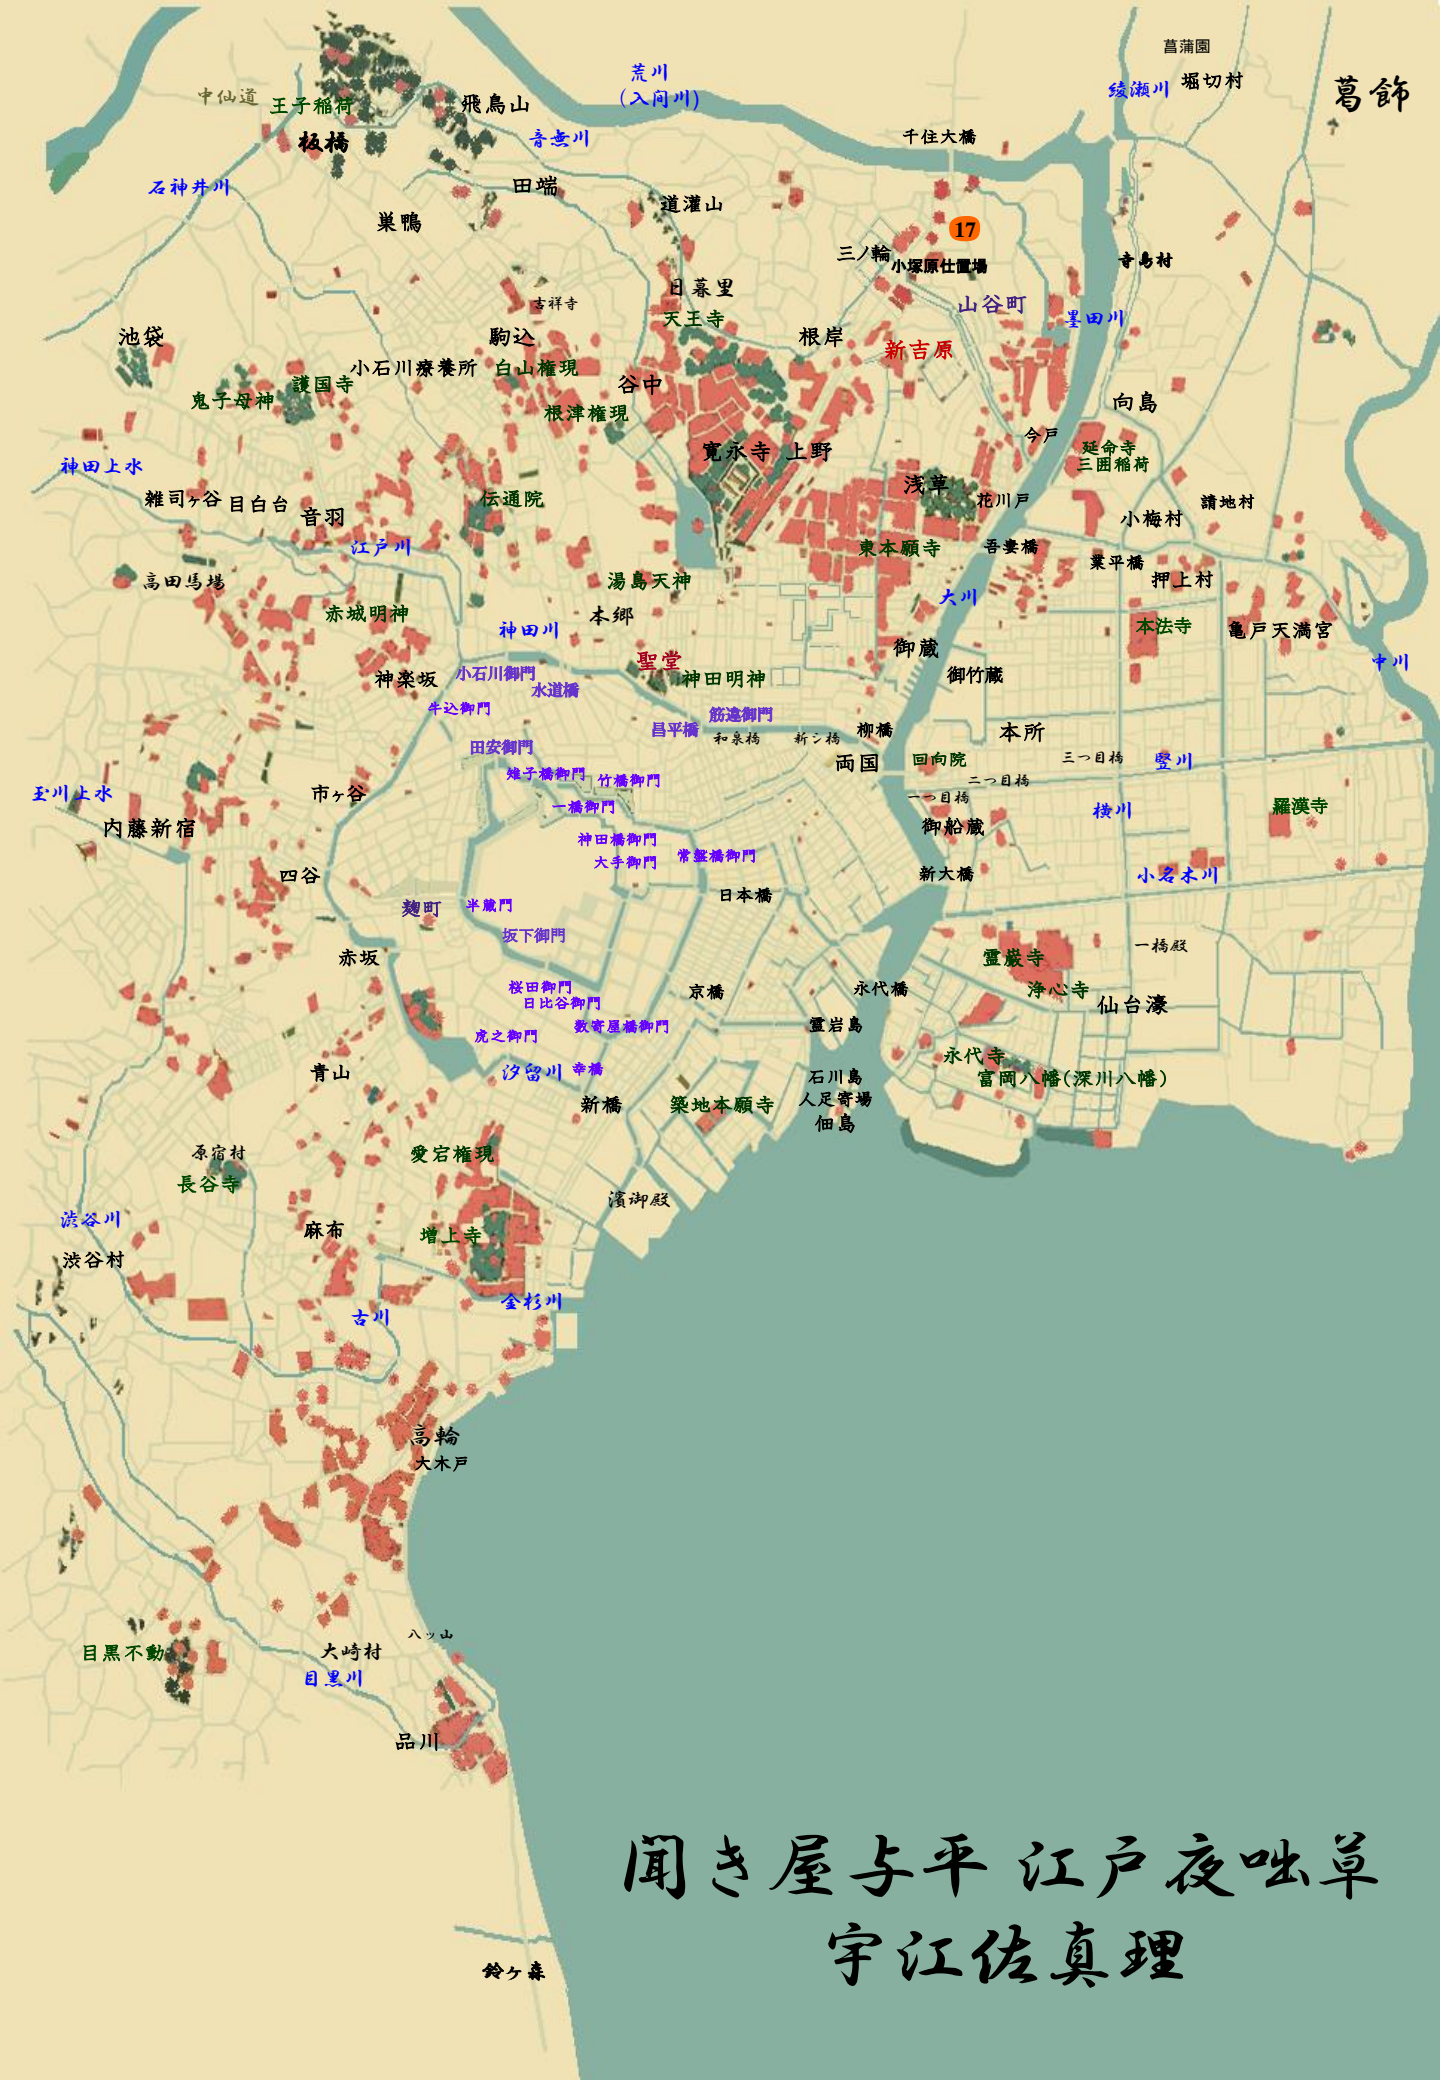 菖蒲園
荒川
(入间川)
綾瀬川
堀切村
葛飾
中仙道
王子稲荷
飛鳥山
板橋
音無川
千住大橋
石神井川
田端
道灌山
巣鴨
17
三ノ輪
小塚原仕置場
寺島村
日暮里
吉祥寺
山谷町
天王寺
墨田川
池袋
駒込
根岸
新吉原
小石川療養所
白山権現
護国寺
谷中
鬼子母神
根津権現
向島
今戸
寛永寺
上野
延命寺
三囲稲荷
神田上水
浅草
雑司ヶ谷
目白台
伝通院
花川戸
請地村
音羽
小梅村
江戸川
東本願寺
吾妻橋
業平橋
高田馬場
湯島天神
押上村
大川
赤城明神
本郷
神田川
本法寺
亀戸天満宮
御蔵
聖堂
中川
神楽坂
小石川御門
神田明神
御竹蔵
水道橋
牛込御門
筋違御門
昌平橋
和泉橋
新シ橋
柳橋
本所
田安御門
両国
回向院
三つ目橋
竪川
雉子橋御門
竹橋御門
二つ目橋
玉川上水
市ヶ谷
一橋御門
一つ目橋
横川
羅漢寺
内藤新宿
御船蔵
神田橋御門
大手御門
常盤橋御門
四谷
新大橋
小名木川
日本橋
麹町
半蔵門
坂下御門
一橋殿
赤坂
霊巌寺
桜田御門
京橋
永代橋
浄心寺
日比谷御門
仙台濠
数寄屋橋御門
霊岩島
虎之御門
永代寺
青山
汐留川
幸橋
石川島
富岡八幡(深川八幡)
人足寄場
新橋
築地本願寺
佃島
原宿村
愛宕権現
長谷寺
濱御殿
渋谷川
麻布
増上寺
渋谷村
金杉川
古川
高輪
大木戸
八ッ山
目黒不動
大崎村
目黒川
品川
聞き屋与平 江戸夜咄草
宇江佐真理
鈴ヶ森